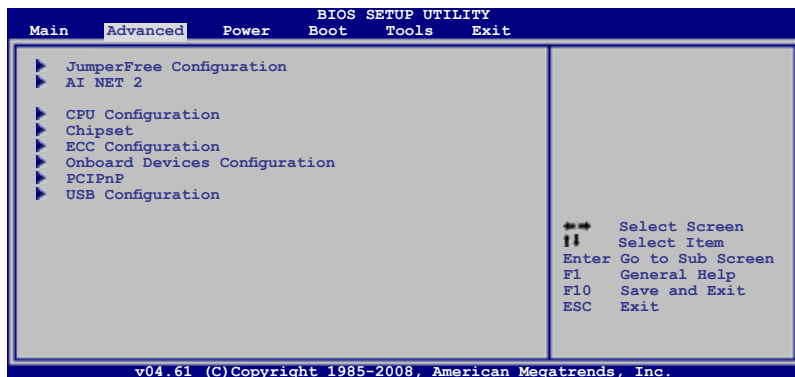 BIOS SETUP UTILITY
Main Advanced Power Boot Tools Exit
JumperFree Configuration
AI NET 2
CPU Configuration
Chipset
ECC Configuration
Onboard Devices Configuration
PCIPnP
USB Configuration
←→ Select Screen
↑↓ Select Item
Enter Go to Sub Screen
F1 General Help
F10 Save and Exit
ESC Exit
v04.61 (C)Copyright 1985-2008, American Megatrends, Inc.